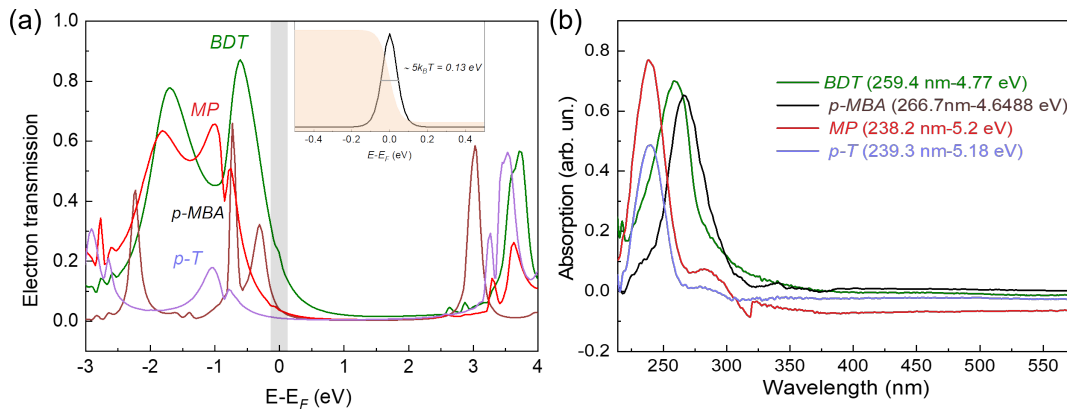 (a)
1.0
0.8
0.6
0.4
0.2
0.0
Electron transmission
-3
-2
-1
0
1
2
3
4
E-E_F (eV)
BDT
MP
p-MBA
p-T
~ 5k_BT = 0.13 eV
-0.4
-0.2
0.0
0.2
0.4
E-E_F (eV)
(b)
0.8
0.6
0.4
0.2
0.0
-0.2
Absorption (arb. un.)
250
300
350
400
450
500
550
Wavelength (nm)
BDT (259.4 nm-4.77 eV)
p-MBA (266.7nm-4.6488 eV)
MP (238.2 nm-5.2 eV)
p-T (239.3 nm-5.18 eV)